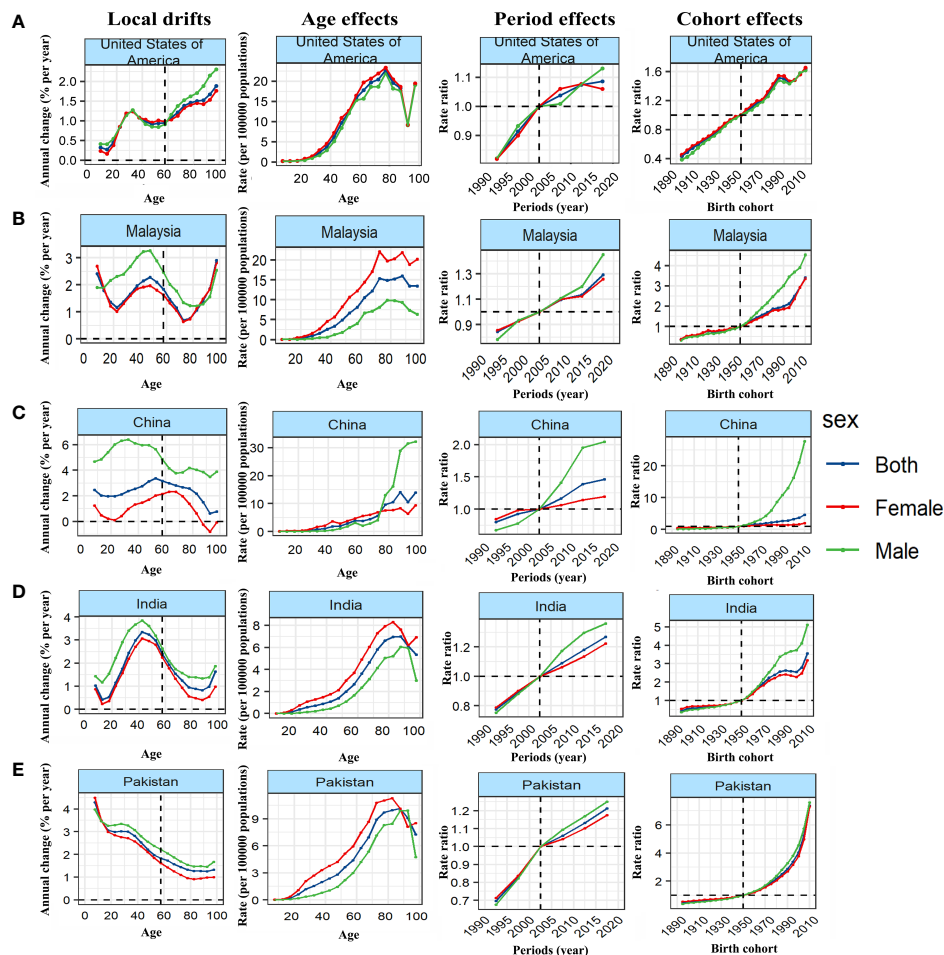 Local drifts Age effects Period effects Cohort effects
A
United States of America United States of America United States of America United States of America
Annual change (% per year)
2.0
1.5
1.0
0.5
0.0
0 20 40 60 80 100
Age
Rate (per 100000 populations)
20
15
10
5
0
20 40 60 80 100
Age
Rate ratio
1.1
1.0
0.9
1990 1995 2000 2005 2010 2015 2020
Periods (year)
Rate ratio
1.6
1.2
0.8
0.4
1890 1910 1930 1950 1970 1990 2010
Birth cohort
B
Malaysia Malaysia Malaysia Malaysia
Annual change (% per year)
3
2
1
0
0 20 40 60 80 100
Age
Rate (per 100000 populations)
20
15
10
5
0
20 40 60 80 100
Age
Rate ratio
1.3
1.1
0.9
1990 1995 2000 2005 2010 2015 2020
Periods (year)
Rate ratio
5
4
3
2
1
1890 1910 1930 1950 1970 1990 2010
Birth cohort
C
China China China China
Annual change (% per year)
6
4
2
0
0 20 40 60 80 100
Age
Rate (per 100000 populations)
30
20
10
0
20 40 60 80 100
Age
Rate ratio
2.0
1.5
1.0
1990 1995 2000 2005 2010 2015 2020
Periods (year)
Rate ratio
20
10
0
1890 1910 1930 1950 1970 1990 2010
Birth cohort
sex
Both
Female
Male
D
India India India India
Annual change (% per year)
4
3
2
1
0
0 20 40 60 80 100
Age
Rate (per 100000 populations)
8
6
4
2
0
20 40 60 80 100
Age
Rate ratio
1.4
1.2
1.0
0.8
1990 1995 2000 2005 2010 2015 2020
Periods (year)
Rate ratio
5
4
3
2
1
1890 1910 1930 1950 1970 1990 2010
Birth cohort
E
Pakistan Pakistan Pakistan Pakistan
Annual change (% per year)
4
3
2
1
0
0 20 40 60 80 100
Age
Rate (per 100000 populations)
9
6
3
0
20 40 60 80 100
Age
Rate ratio
1.2
1.1
1.0
0.9
0.8
0.7
1990 1995 2000 2005 2010 2015 2020
Periods (year)
Rate ratio
6
4
2
1890 1910 1930 1950 1970 1990 2010
Birth cohort